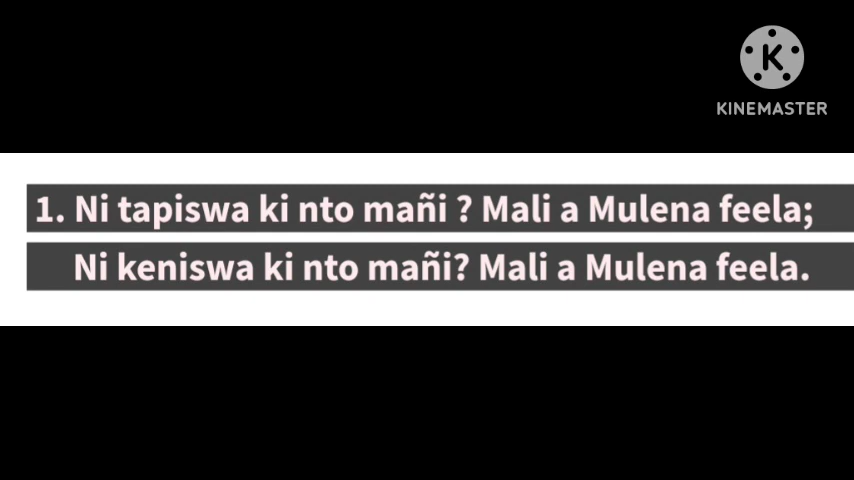 KINEMASTER
1. Ni tapiswa ki nto mañi ? Mali a Mulena feela;
Ni keniswa ki nto mañi? Mali a Mulena feela.